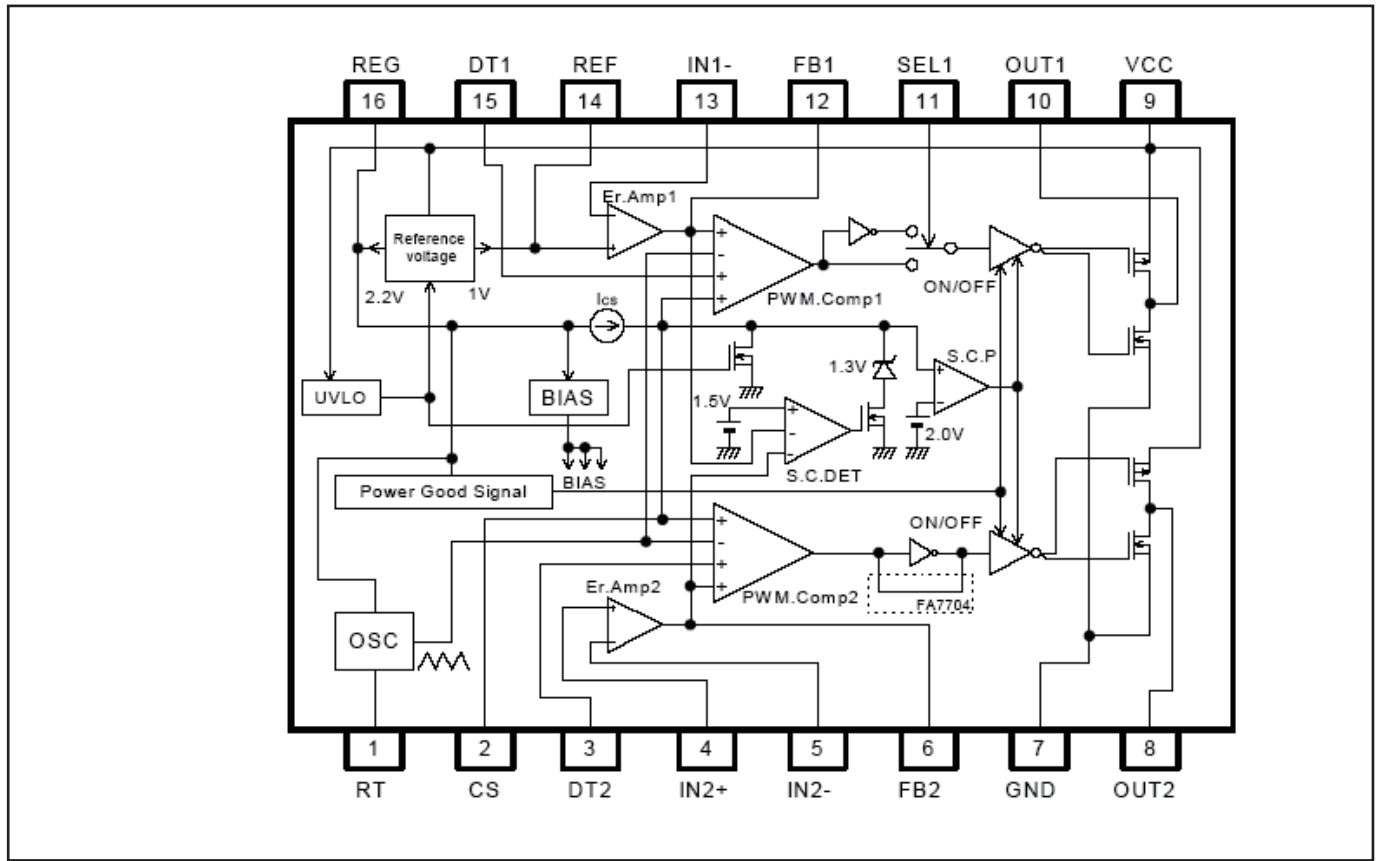 REG DT1 REF IN1- FB1 SEL1 OUT1 VCC
16 15 14 13 12 11 10 9
Er.Amp1
Reference
voltage
+ - + +
2.2V 1V
PWM.Comp1
ON/OFF
Ics
S.C.P
1.3V
UVLO
BIAS
1.5V
+ - -
+ -
2.0V
S.C.DET
BIAS
Power Good Signal
ON/OFF
+ - + +
Er.Amp2
PWM.Comp2
FA7704
OSC
1 2 3 4 5 6 7 8
RT CS DT2 IN2+ IN2- FB2 GND OUT2